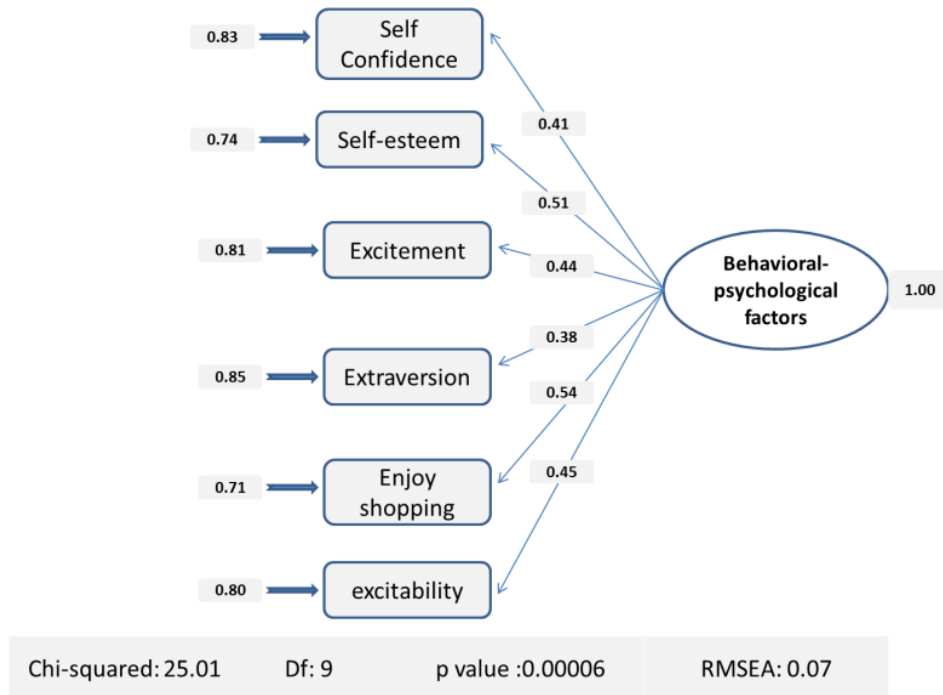 0.83
Self
Confidence
0.41
0.74
Self-esteem
0.51
0.81
Excitement
0.44
Behavioral-
psychological
factors
1.00
0.38
0.85
Extraversion
0.54
0.71
Enjoy
shopping
0.45
0.80
excitability
Chi-squared: 25.01 Df: 9 p value :0.00006 RMSEA: 0.07